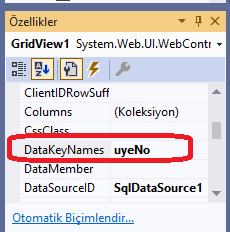 Özellikler
GridView1 System.Web.UI.WebContr
ClientIDRowSuff
Columns (Koleksiyon)
CssClass
DataKeyNames uyeNo
DataMember
DataSourceID SqlDataSource1
Otomatik Biçimlendir...